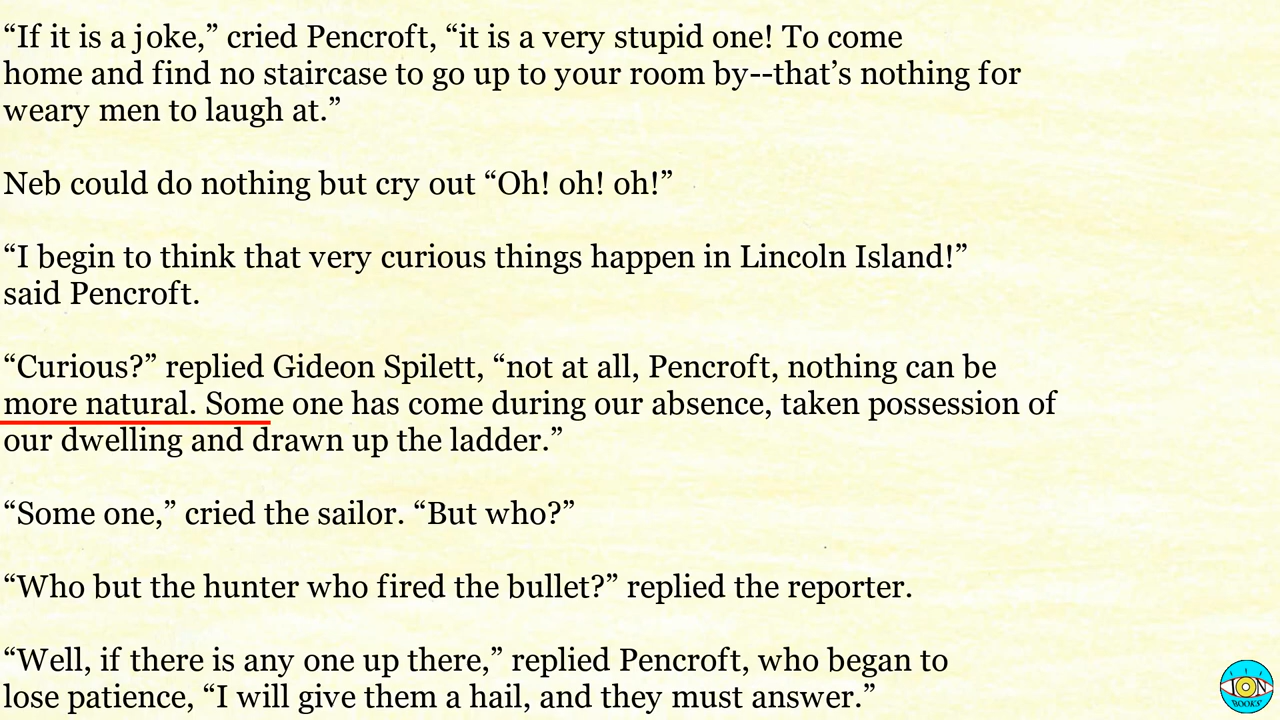 “If it is a joke,” cried Pencroft, “it is a very stupid one! To come
home and find no staircase to go up to your room by--that’s nothing for
weary men to laugh at.”
Neb could do nothing but cry out “Oh! oh! oh!”
“I begin to think that very curious things happen in Lincoln Island!”
said Pencroft.
“Curious?” replied Gideon Spilett, “not at all, Pencroft, nothing can be
more natural. Some one has come during our absence, taken possession of
our dwelling and drawn up the ladder.”
“Some one,” cried the sailor. “But who?”
“Who but the hunter who fired the bullet?” replied the reporter.
“Well, if there is any one up there,” replied Pencroft, who began to
lose patience, “I will give them a hail, and they must answer.”
ION
BOOKS